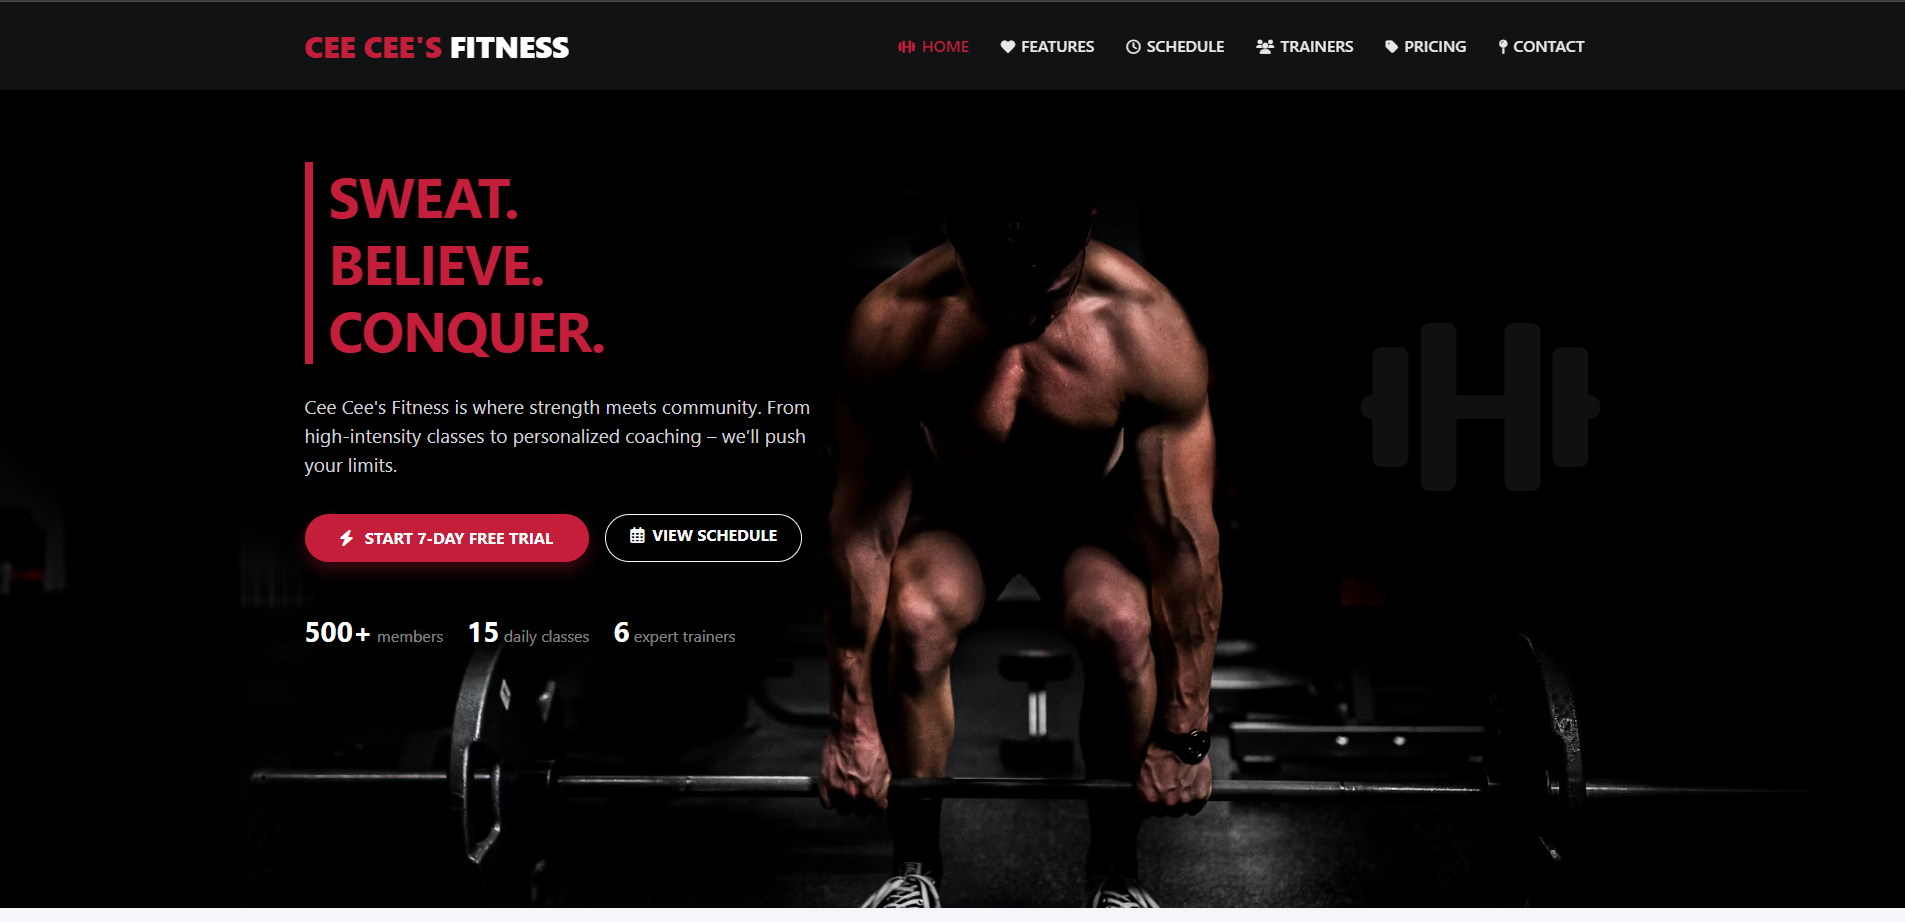 CEE CEE'S FITNESS
HOME
FEATURES
SCHEDULE
TRAINERS
PRICING
CONTACT
SWEAT.
BELIEVE.
CONQUER.
Cee Cee's Fitness is where strength meets community. From
high-intensity classes to personalized coaching – we’ll push
your limits.
START 7-DAY FREE TRIAL
VIEW SCHEDULE
500+ members
15 daily classes
6 expert trainers